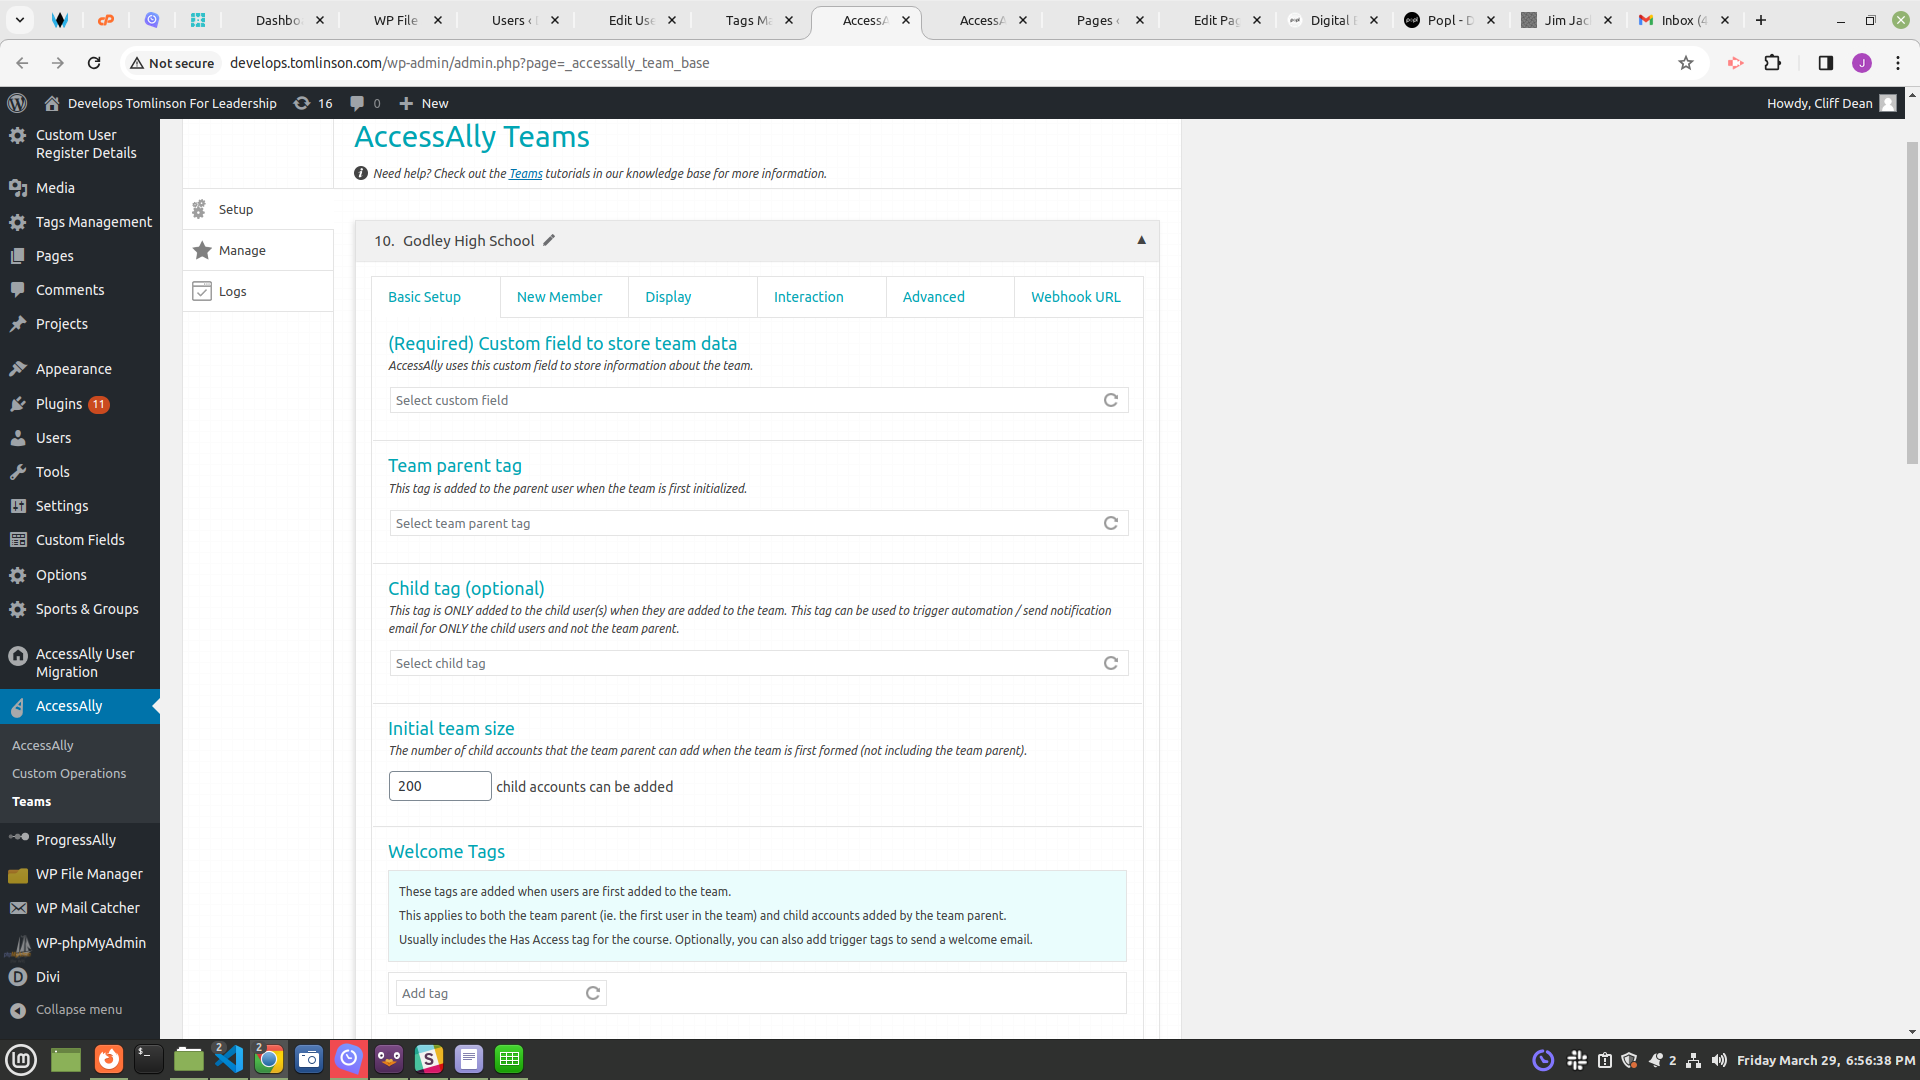 Dashbo
WP File
Users ‹
Edit Use
Tags Ma
AccessA
AccessA
Pages ‹
Edit Pag
Digital
Popl - D
Jim Jac
Inbox (4
Not secure
develops.tomlinson.com/wp-admin/admin.php?page=_accessally_team_base
J
Develops Tomlinson For Leadership
16
0
New
Howdy, Cliff Dean
Custom User
Register Details
Media
Tags Management
Pages
Comments
Projects
Appearance
Plugins 11
Users
Tools
Settings
Custom Fields
Options
Sports & Groups
AccessAlly User
Migration
AccessAlly
AccessAlly
Custom Operations
Teams
ProgressAlly
WP File Manager
WP Mail Catcher
WP-phpMyAdmin
Divi
Collapse menu
AccessAlly Teams
Need help? Check out the Teams tutorials in our knowledge base for more information.
Setup
Manage
Logs
10. Godley High School
Basic Setup
New Member
Display
Interaction
Advanced
Webhook URL
(Required) Custom field to store team data
AccessAlly uses this custom field to store information about the team.
Select custom field
Team parent tag
This tag is added to the parent user when the team is first initialized.
Select team parent tag
Child tag (optional)
This tag is ONLY added to the child user(s) when they are added to the team. This tag can be used to trigger automation / send notification
email for ONLY the child users and not the team parent.
Select child tag
Initial team size
The number of child accounts that the team parent can add when the team is first formed (not including the team parent).
200 child accounts can be added
Welcome Tags
These tags are added when users are first added to the team.
This applies to both the team parent (ie. the first user in the team) and child accounts added by the team parent.
Usually includes the Has Access tag for the course. Optionally, you can also add trigger tags to send a welcome email.
Add tag
2
2
2
Friday March 29, 6:56:38 PM